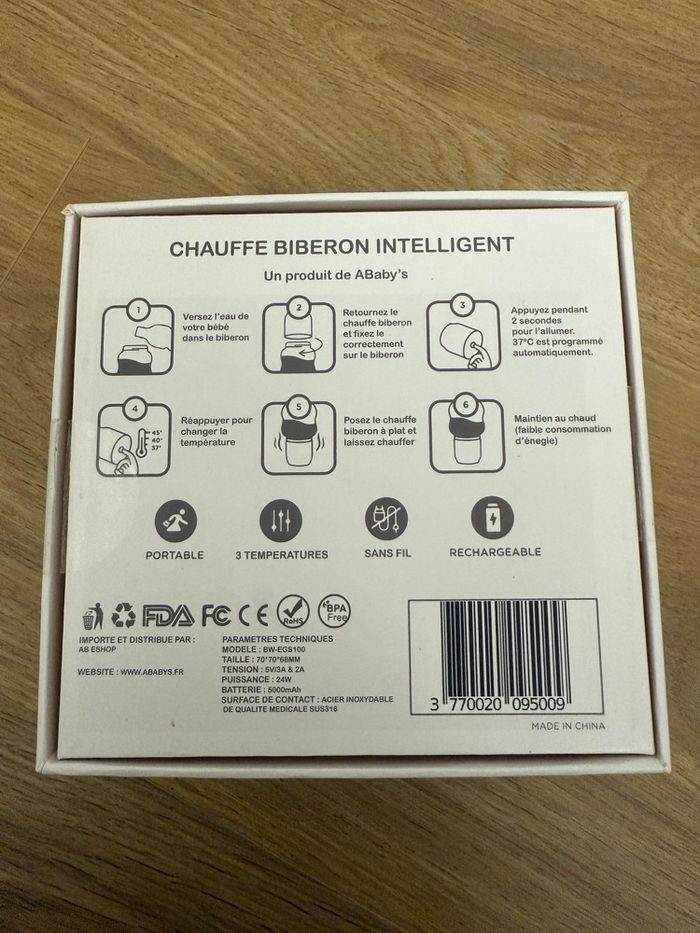 CHAUFFE BIBERON INTELLIGENT
Un produit de ABaby's
1
Versez l'eau de
votre bébé
dans le biberon
2
Retournez le
chauffe biberon
et fixez le
correctement
sur le biberon
3
Appuyez pendant
2 secondes
pour l'allumer.
37°C est programmé
automatiquement.
4
45°
40°
37°
Réappuyer pour
changer la
température
5
Posez le chauffe
biberon à plat et
laissez chauffer
6
Maintien au chaud
(faible consommation
d'énegie)
PORTABLE
3 TEMPERATURES
SANS FIL
RECHARGEABLE
FDA FC CE RoHS BPA
Free
IMPORTE ET DISTRIBUE PAR :
AB ESHOP
WEBSITE : WWW.ABABYS.FR
PARAMETRES TECHNIQUES
MODELE : BW-EGS100
TAILLE : 70*70*68MM
TENSION : 5V/3A & 2A
PUISSANCE : 24W
BATTERIE : 5000mAh
SURFACE DE CONTACT : ACIER INOXYDABLE
DE QUALITE MEDICALE SUS316
3 770020 095009
MADE IN CHINA